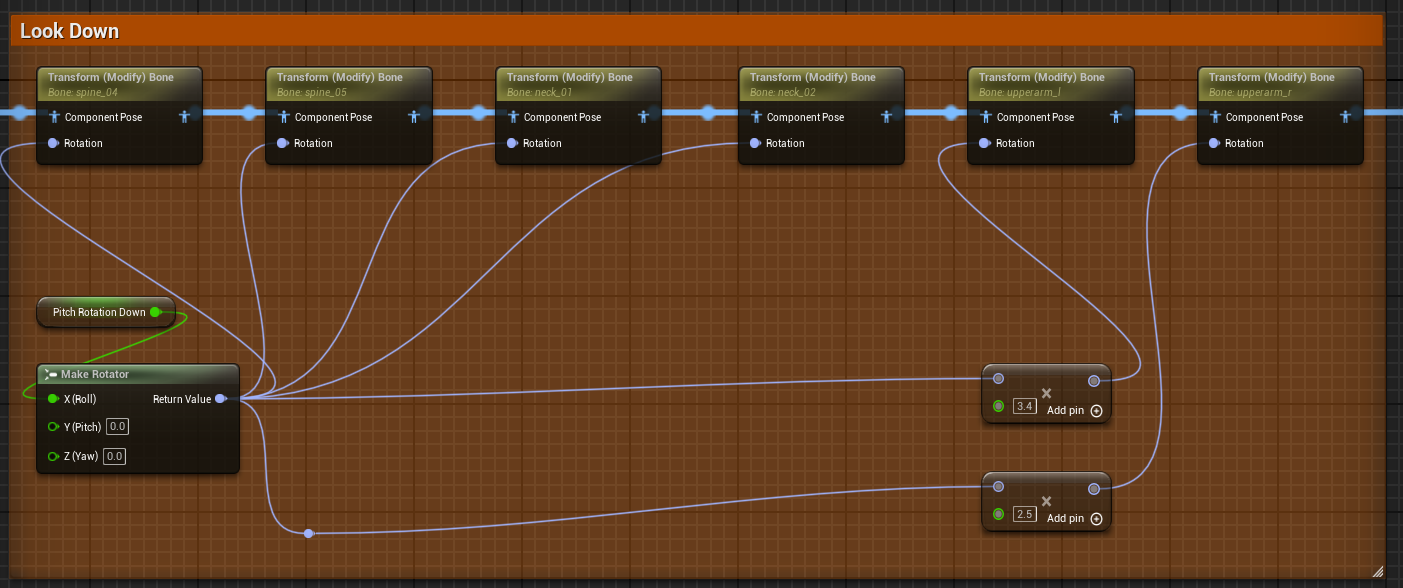 Look Down
Transform (Modify) Bone
Bone: spine_04
Component Pose
Rotation
Transform (Modify) Bone
Bone: spine_05
Component Pose
Rotation
Transform (Modify) Bone
Bone: neck_01
Component Pose
Rotation
Transform (Modify) Bone
Bone: neck_02
Component Pose
Rotation
Transform (Modify) Bone
Bone: upperarm_l
Component Pose
Rotation
Transform (Modify) Bone
Bone: upperarm_r
Component Pose
Rotation
Pitch Rotation Down
Make Rotator
X (Roll) Return Value
Y (Pitch) 0.0
Z (Yaw) 0.0
3.4 Add pin
2.5 Add pin